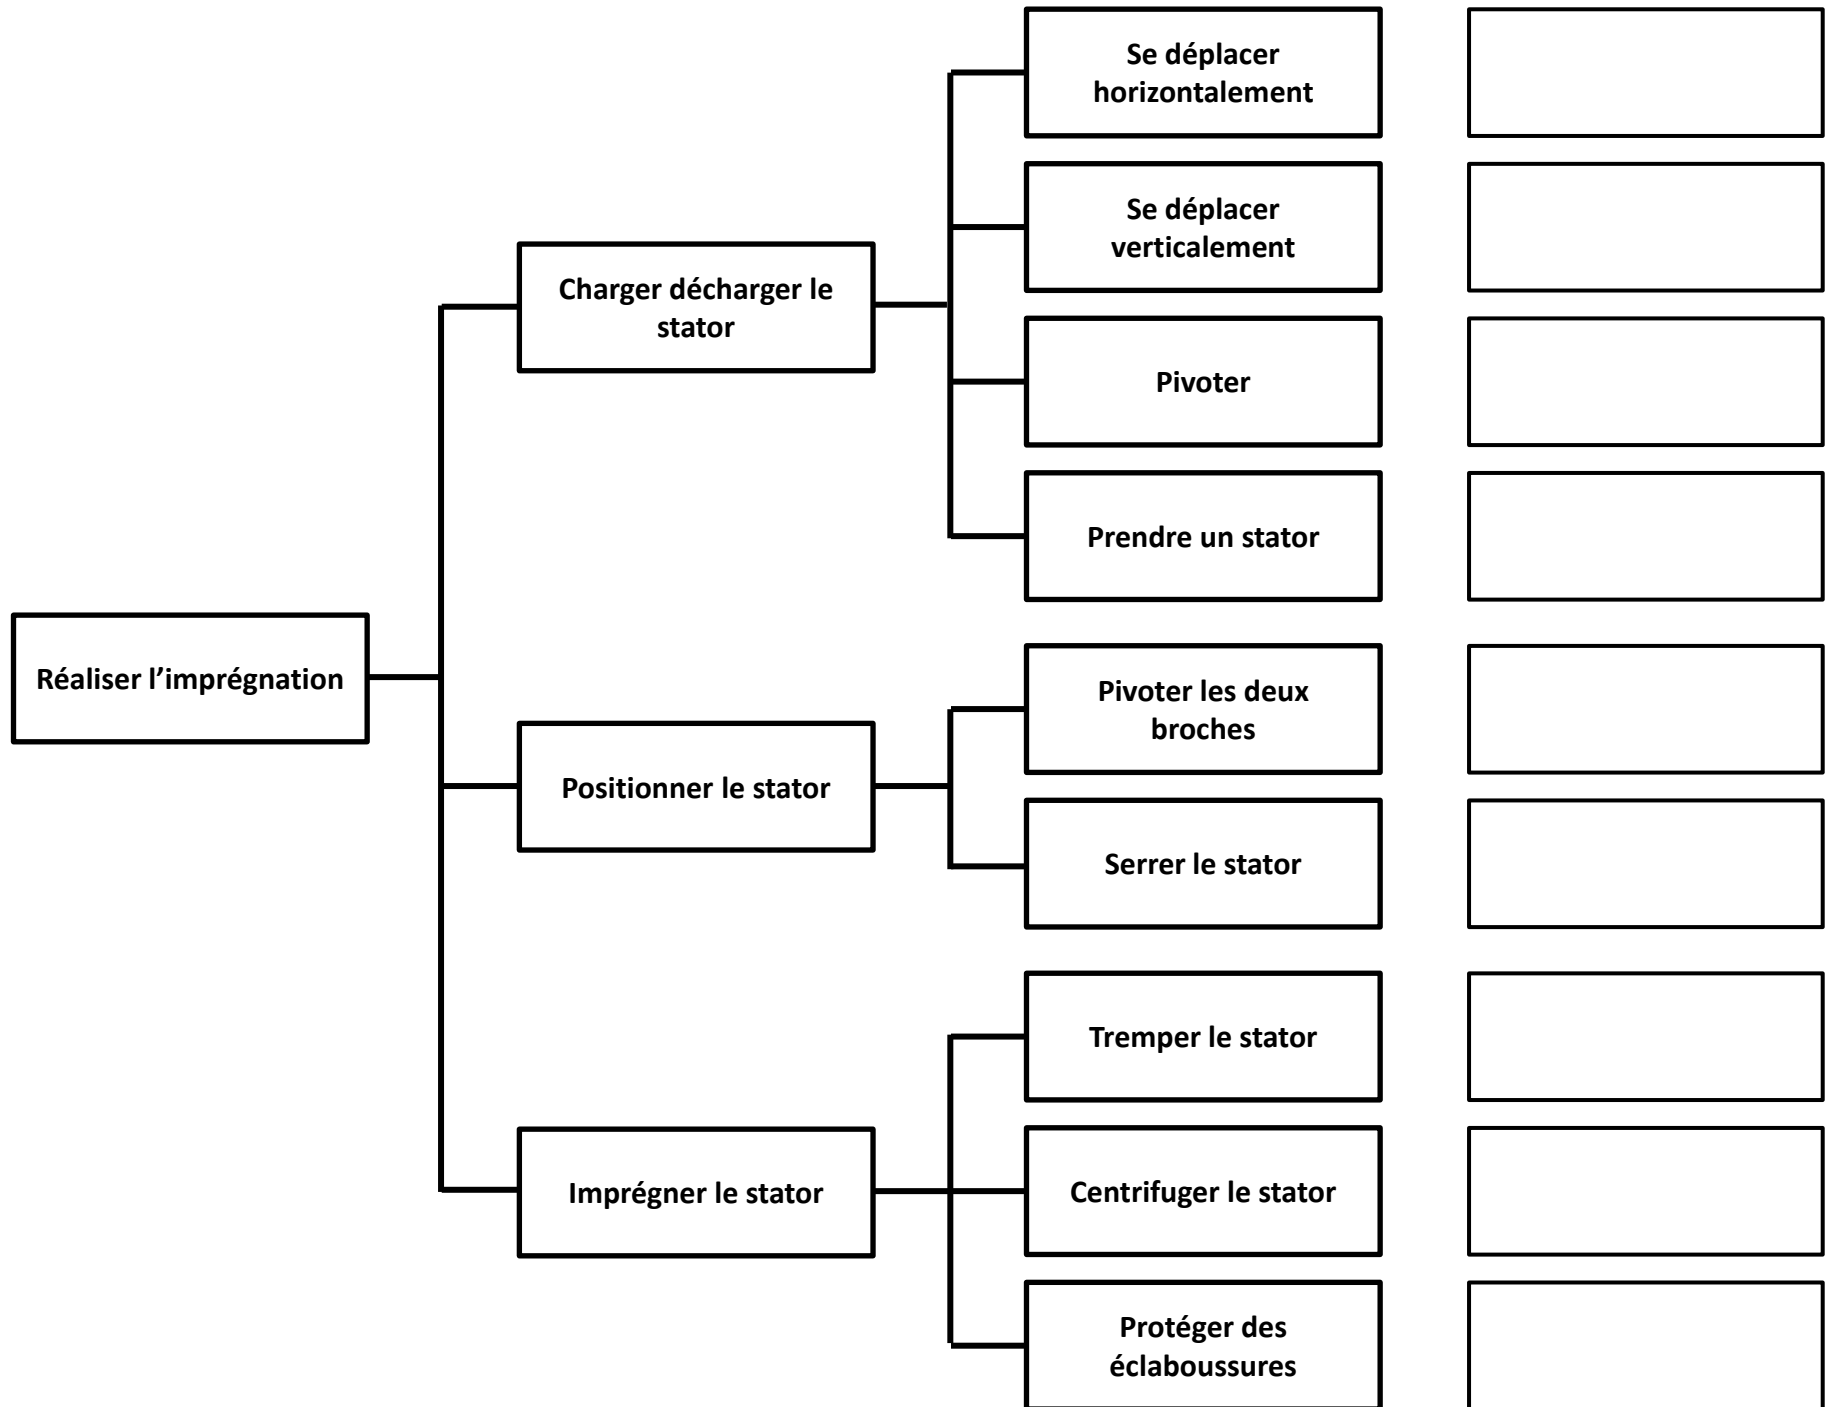 Se déplacer
horizontalement
Se déplacer
verticalement
Charger décharger le
stator
Pivoter
Prendre un stator
Réaliser l’imprégnation
Pivoter les deux
broches
Positionner le stator
Serrer le stator
Tremper le stator
Imprégner le stator
Centrifuger le stator
Protéger des
éclaboussures